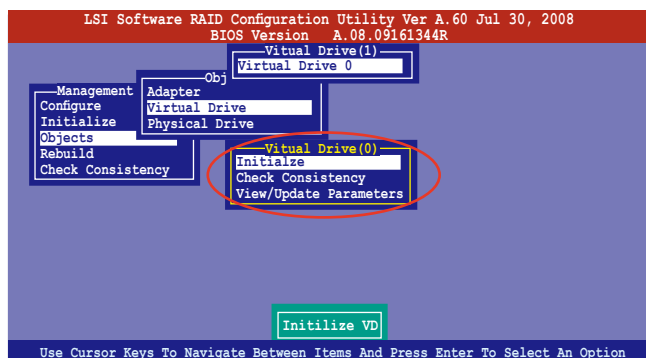 LSI Software RAID Configuration Utility Ver A.60 Jul 30, 2008
BIOS Version A.08.09161344R
Vitual Drive(1)
Virtual Drive 0
Obj
Adapter
Virtual Drive
Physical Drive
Management
Configure
Initialize
Objects
Rebuild
Check Consistency
Vitual Drive(0)
Initialze
Check Consistency
View/Update Parameters
Initilize VD
Use Cursor Keys To Navigate Between Items And Press Enter To Select An Option